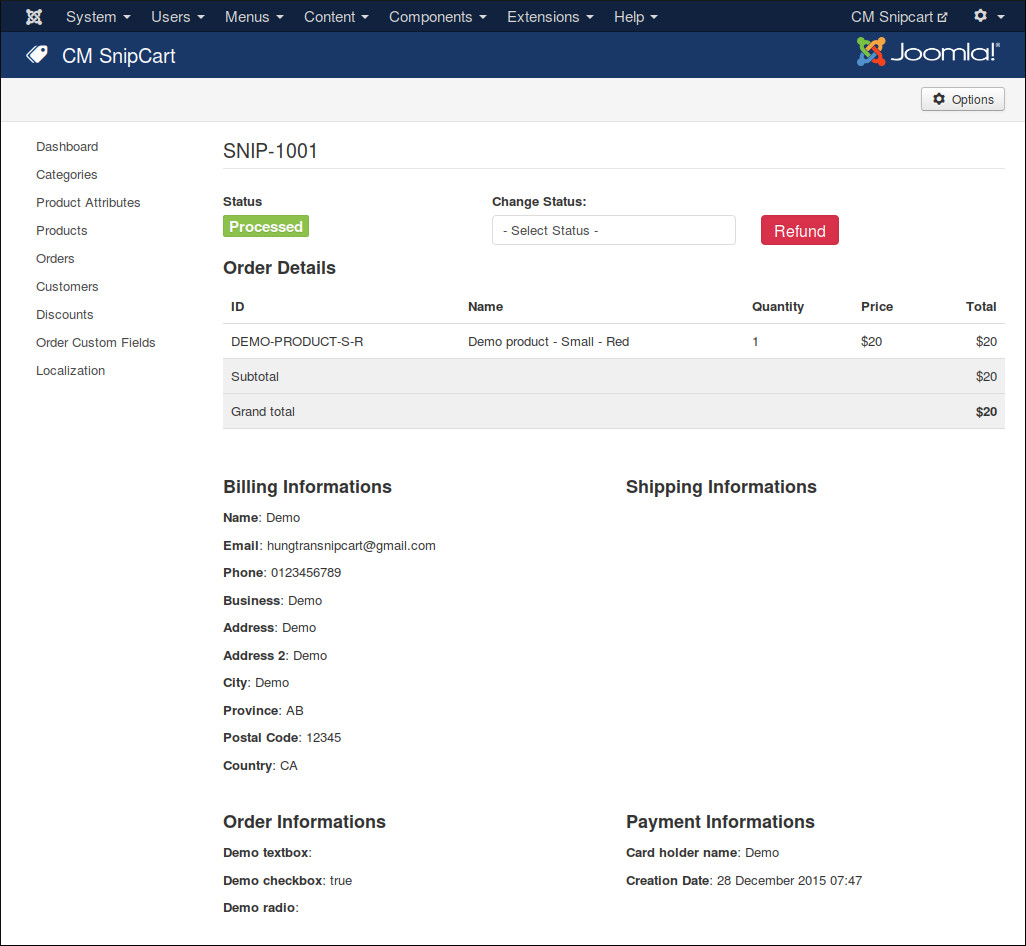 System Users Menus Content Components Extensions Help CM Snipcart
CM SnipCart Joomla!®
Options
Dashboard
Categories
Product Attributes
Products
Orders
Customers
Discounts
Order Custom Fields
Localization
SNIP-1001
Status Change Status:
Processed - Select Status - Refund
Order Details
ID Name Quantity Price Total
DEMO-PRODUCT-S-R Demo product - Small - Red 1 $20 $20
Subtotal $20
Grand total $20
Billing Informations
Name: Demo
Email: hungtransnipcart@gmail.com
Phone: 0123456789
Business: Demo
Address: Demo
Address 2: Demo
City: Demo
Province: AB
Postal Code: 12345
Country: CA
Shipping Informations
Order Informations
Demo textbox:
Demo checkbox: true
Demo radio:
Payment Informations
Card holder name: Demo
Creation Date: 28 December 2015 07:47